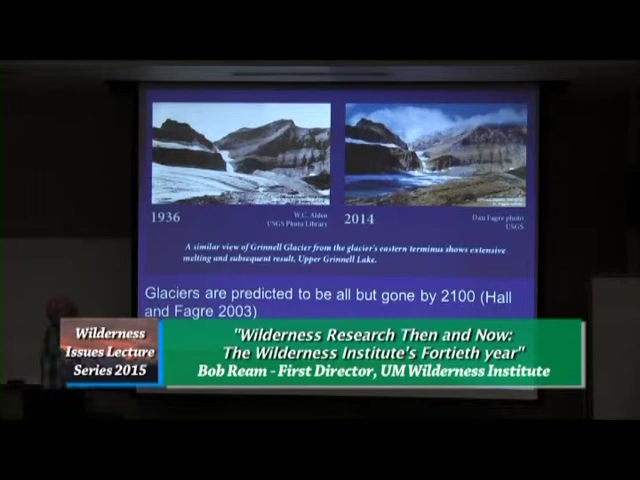 1936
W.C. Alden
USGS Photo Library
2014
Dan Fagre photo
USGS
A similar view of Grinnell Glacier from the glacier's eastern terminus shows extensive
melting and subsequent result, Upper Grinnell Lake.
Glaciers are predicted to be all but gone by 2100 (Hall
and Fagre 2003)
Wilderness
Issues Lecture
Series 2015
"Wilderness Research Then and Now:
The Wilderness Institute's Fortieth year"
Bob Ream - First Director, UM Wilderness Institute